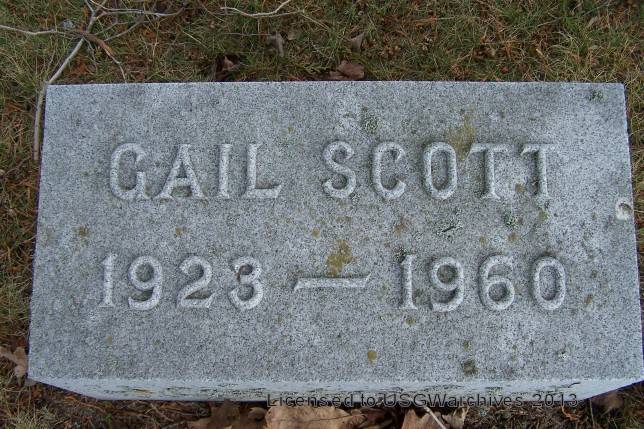 GAIL SCOTT
1923 — 1960
Licensed to USGWarchives 2013